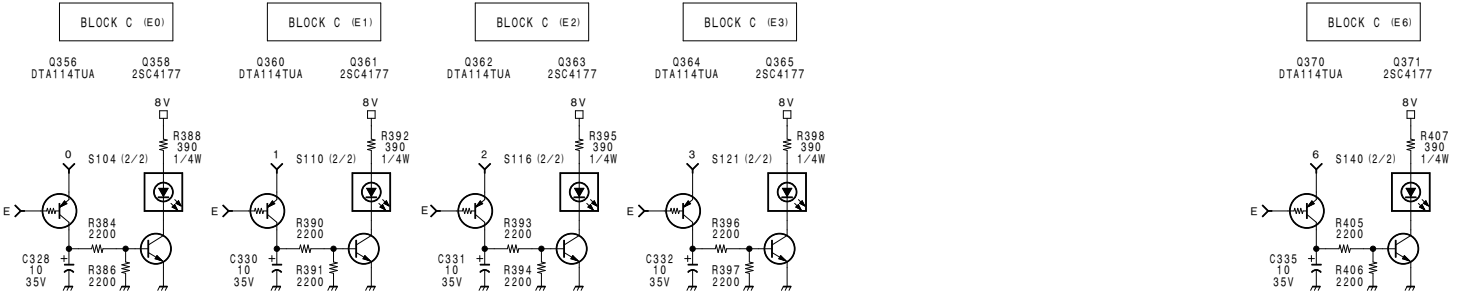 BLOCK C (E0)
Q356
DTA114TUA
Q358
2SC4177
8V
R388
390
1/4W
0
S104 (2/2)
E
R384
2200
C328
10
35V
+
R386
2200
BLOCK C (E1)
Q360
DTA114TUA
Q361
2SC4177
8V
R392
390
1/4W
1
S110 (2/2)
E
R390
2200
C330
10
35V
+
R391
2200
BLOCK C (E2)
Q362
DTA114TUA
Q363
2SC4177
8V
R395
390
1/4W
2
S116 (2/2)
E
R393
2200
C331
10
35V
+
R394
2200
BLOCK C (E3)
Q364
DTA114TUA
Q365
2SC4177
8V
R398
390
1/4W
3
S121 (2/2)
E
R396
2200
C332
10
35V
+
R397
2200
BLOCK C (E6)
Q370
DTA114TUA
Q371
2SC4177
8V
R407
390
1/4W
6
S140 (2/2)
E
R405
2200
C335
10
35V
+
R406
2200